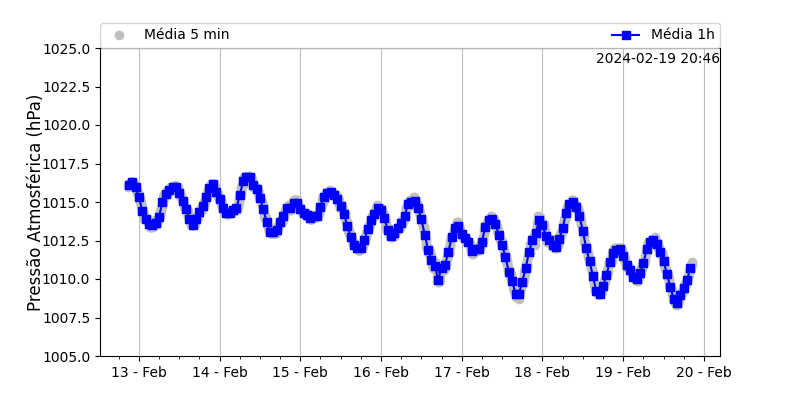 Média 5 min
Média 1h
2024-02-19 20:46
Pressão Atmosférica (hPa)
1025.0
1022.5
1020.0
1017.5
1015.0
1012.5
1010.0
1007.5
1005.0
13 - Feb
14 - Feb
15 - Feb
16 - Feb
17 - Feb
18 - Feb
19 - Feb
20 - Feb